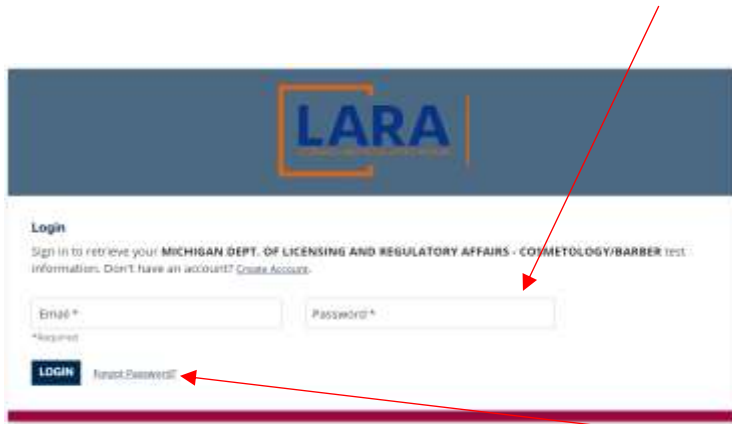 LARA
Login
Sign in to retrieve your MICHIGAN DEPT. OF LICENSING AND REGULATORY AFFAIRS - COSMETOLOGY/BARBER test
information. Don't have an account? Create Account.
Email *
Password *
*Required
LOGIN
Forgot Password?